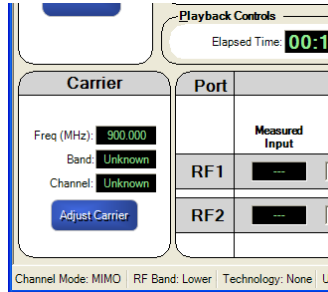 Playback Controls
Elapsed Time: 00:1
Carrier
Port
Freq (MHz): 900.000
Measured Input
Band: Unknown
RF1 ---
Channel: Unknown
Adjust Carrier
RF2 ---
Channel Mode: MIMO RF Band: Lower Technology: None U